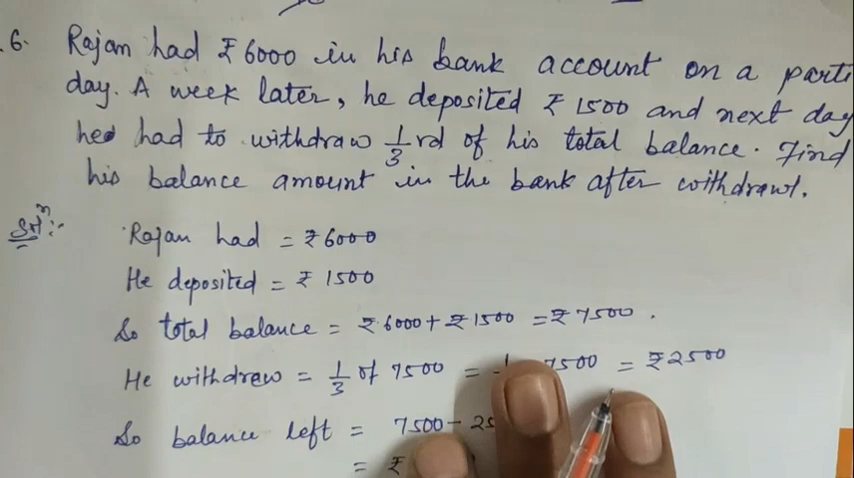 6. Rajan had ₹6000 in his bank account on a parti
day. A week later, he deposited ₹1500 and next day
he had to withdraw 1/3 rd of his total balance. Find
his balance amount in the bank after withdrawl.
Solⁿ:-
Rajan had = ₹6000
He deposited = ₹1500
So total balance = ₹6000 + ₹1500 = ₹7500.
He withdrew = 1/3 of 7500 = 7500 = ₹2500
So balance left = 7500 - 25
= ₹